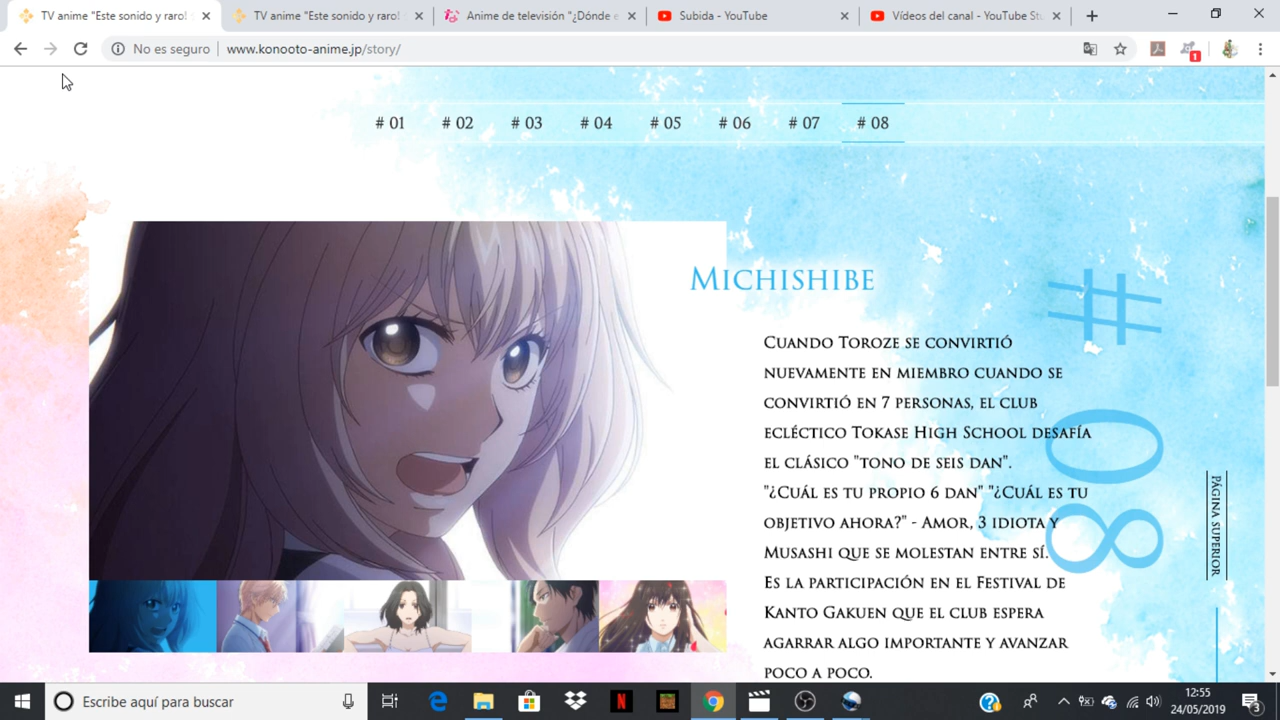 TV anime "Este sonido y raro!
TV anime "Este sonido y raro!
Anime de televisión "¿Dónde e
Subida - YouTube
Vídeos del canal - YouTube Stu
No es seguro
www.konooto-anime.jp/story/
1
# 01
# 02
# 03
# 04
# 05
# 06
# 07
# 08
Michishibe
# 08
Cuando Toroze se convirtió
nuevamente en miembro cuando se
convirtió en 7 personas, el club
ecléctico Tokase High School desafía
el clásico "tono de seis dan".
"¿Cuál es tu propio 6 dan" "¿Cuál es tu
objetivo ahora?" - Amor, 3 idiota y
Musashi que se molestan entre sí.
Es la participación en el Festival de
Kanto Gakuen que el club espera
agarrar algo importante y avanzar
poco a poco.
Página superior
Escribe aquí para buscar
12:55
24/05/2019
3